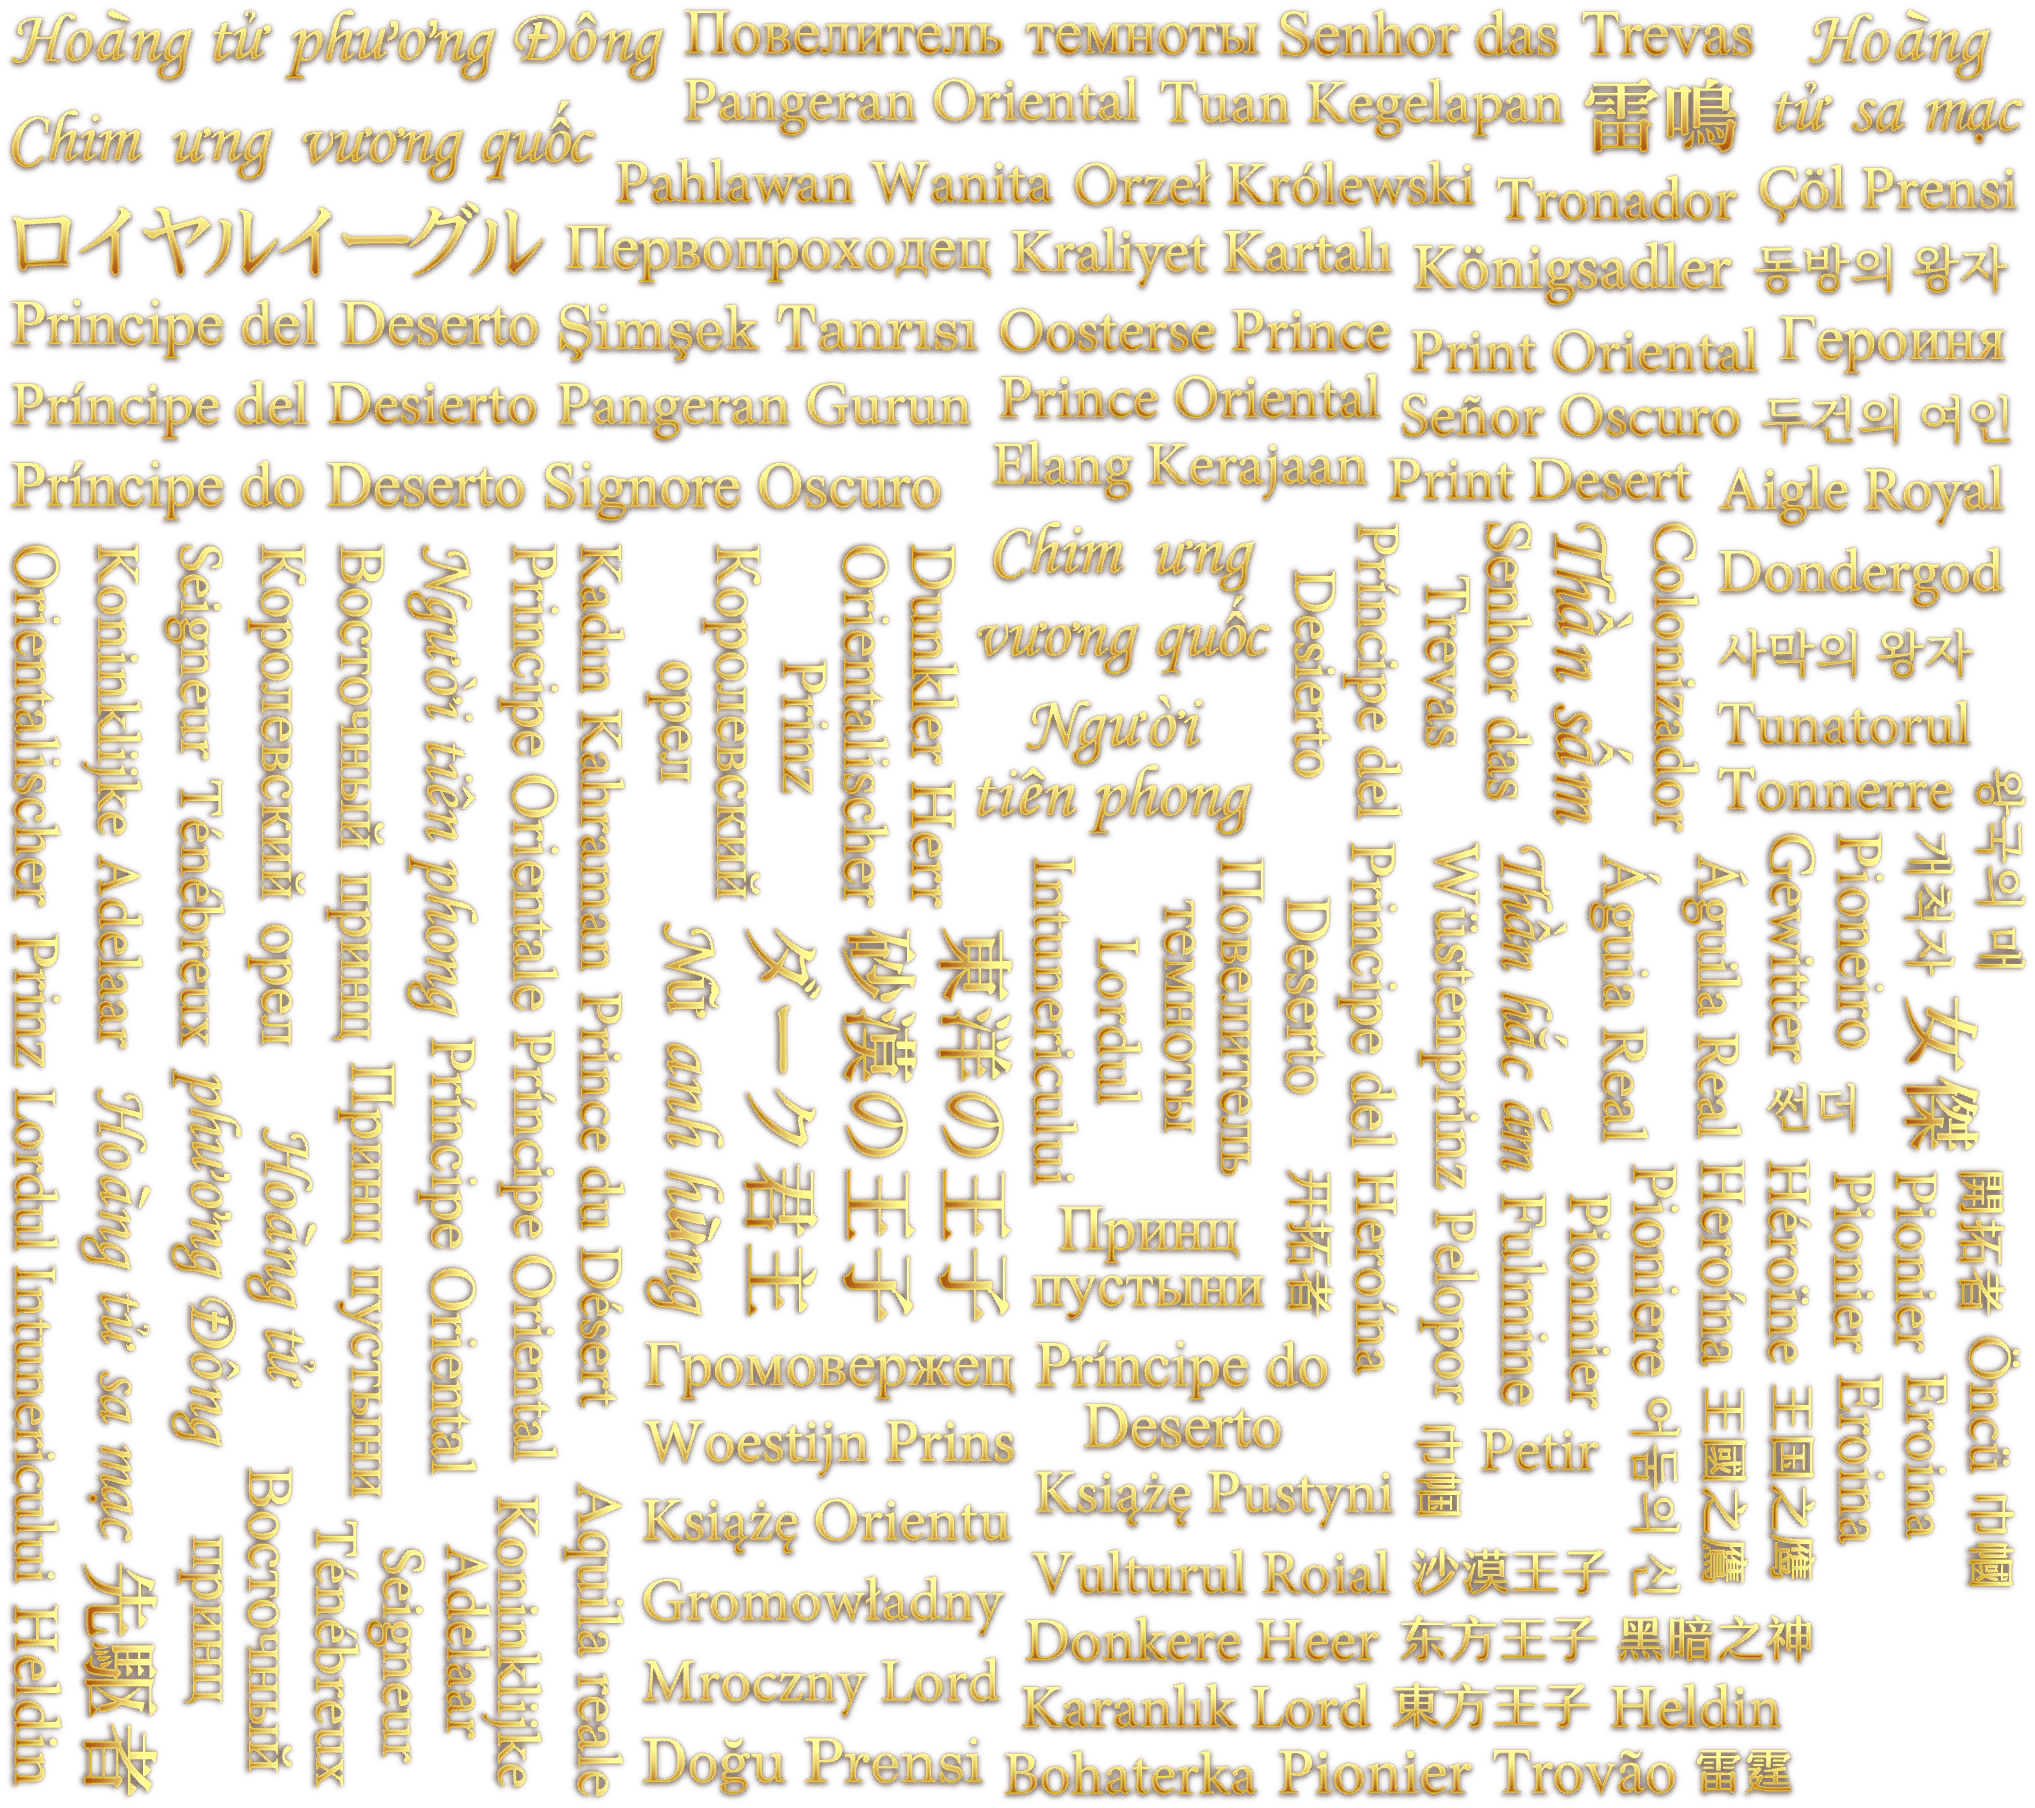 Hoàng tử phương Đông
Повелитель темноты
Senhor das Trevas
Hoàng
tử sa mạc
Pangeran Oriental
Tuan Kegelapan
雷鳴
Chim ưng vương quốc
Pahlawan Wanita
Orzeł Królewski
Tronador
Çöl Prensi
ロイヤルイーグル
Первопроходец
Kraliyet Kartalı
Königsadler
동방의 왕자
Principe del Deserto
Şimşek Tanrısı
Oosterse Prince
Print Oriental
Героиня
Príncipe del Desierto
Pangeran Gurun
Prince Oriental
Señor Oscuro
두건의 여인
Príncipe do Deserto
Signore Oscuro
Elang Kerajaan
Print Desert
Aigle Royal
Orientalischer Prinz
Koninklijke Adelaar
Seigneur Ténébreux
Королевский орел
Восточный принц
Người tiên phong
Principe Orientale
Kadın Kahraman
Королевский
орел
Orientalischer
Prinz
Dunkler Herr
Chim ưng
vương quốc
Người
tiên phong
Príncipe del
Desierto
Senhor das
Trevas
Thần sấm
Colonizador
Dondergod
사막의 왕자
Tunatorul
Tonnerre
왕국의 매
개척자
Pioneiro
Gewitter
Águila Real
Águia Real
Thần hắc ám
Wüstenprinz
Principe del
Deserto
Повелитель
темноты
Lordul
Intunericului
東洋の王子
砂漠の王子
ダーク君主
Nữ anh hùng
Prince du Désert
Príncipe Oriental
Príncipe Oriental
Принц пустыни
Hoàng tử
phương Đông
Hoàng tử sa mạc
Lordul Intunericului
女傑
썬더
開拓者
Pionier
Pionier
Héroïne
Heroína
Pioniere
Pionnier
Fulmine
Pelopor
Heroína
开拓者
Принц
пустыни
Громовержец
Príncipe do
Deserto
Woestijn Prins
Książę Orientu
Książę Pustyni
Petir
巾帼
어둠의 신
王國之鷹
王国之鹰
Eroina
Eroina
Öncü
巾幗
Gromowładny
Vulturul Roial
沙漠王子
Mroczny Lord
Donkere Heer
东方王子
黑暗之神
Karanlık Lord
東方王子
Heldin
Doğu Prensi
Bohaterka
Pionier
Trovão
雷霆
Aquila reale
Koninklijke
Adelaar
Seigneur
Ténébreux
Восточный
принц
先駆者
Heldin